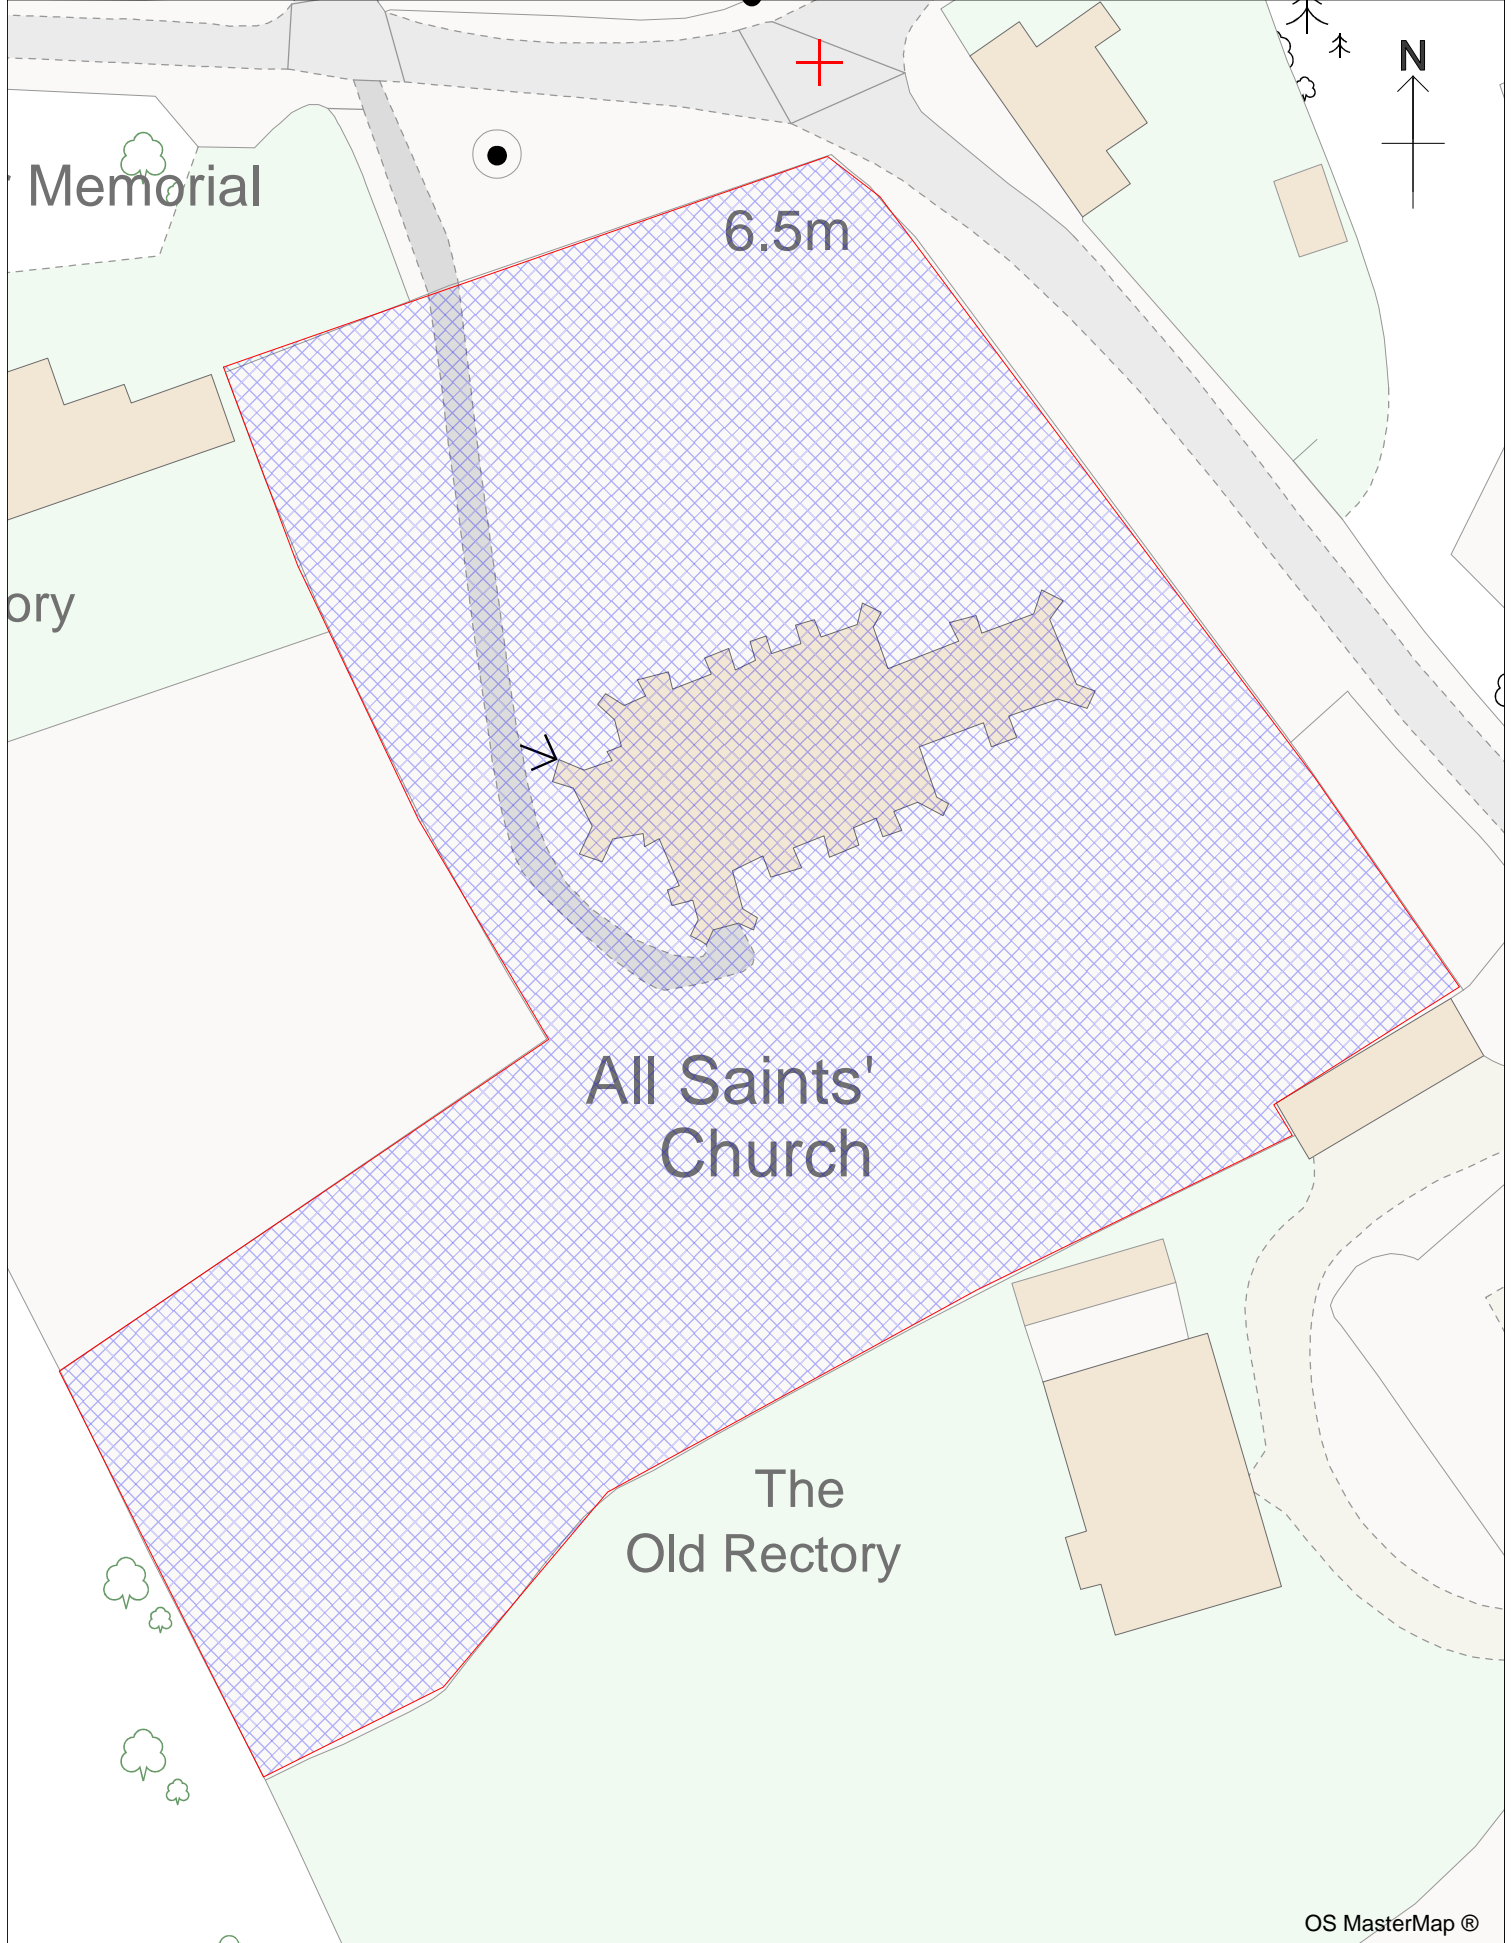 N
Memorial
6.5m
ory
All Saints'
Church
The
Old Rectory
OS MasterMap ®